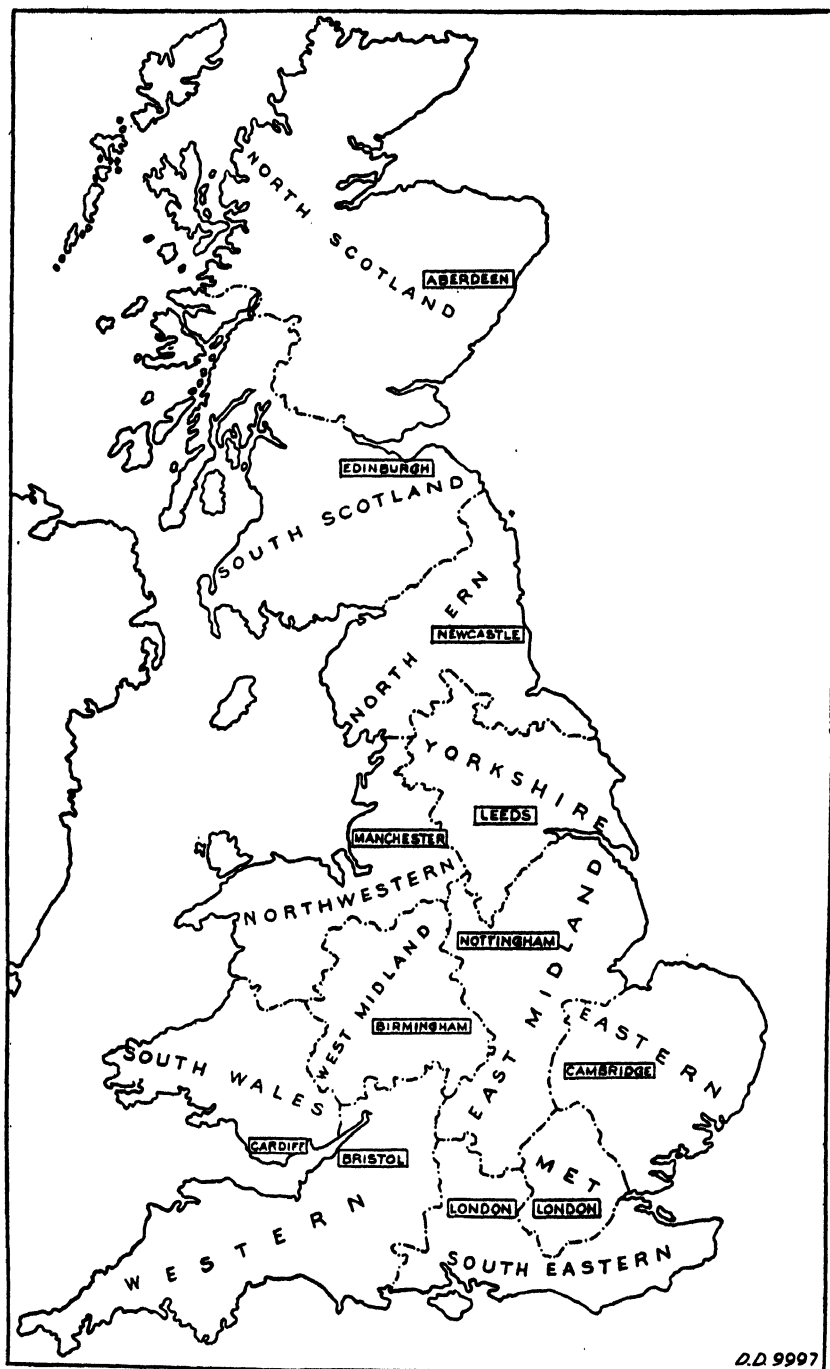 NORTH SCOTLAND
ABERDEEN
EDINBURGH
SOUTH SCOTLAND
NORTHERN
NEWCASTLE
YORKSHIRE
LEEDS
MANCHESTER
NORTHWESTERN
NOTTINGHAM
EAST MIDLAND
WEST MIDLAND
BIRMINGHAM
EASTERN
CAMBRIDGE
SOUTH WALES
CARDIFF
BRISTOL
WESTERN
MET
LONDON
LONDON
SOUTH EASTERN
D.D. 9997